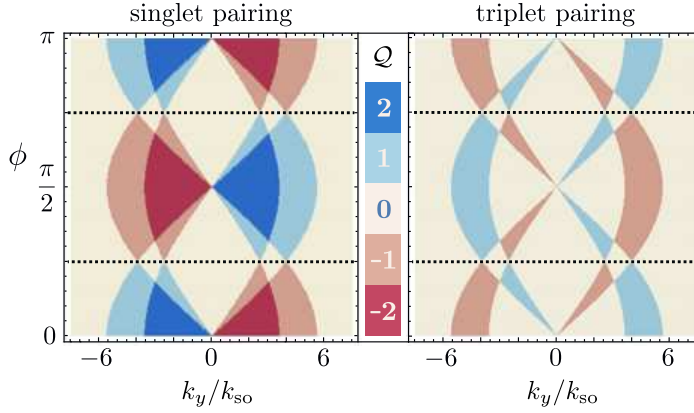 singlet pairing
triplet pairing
π
ϕ
π
2
0
𝒬
2
1
0
-1
-2
−6
0
6
−6
0
6
k_y/k_so
k_y/k_so